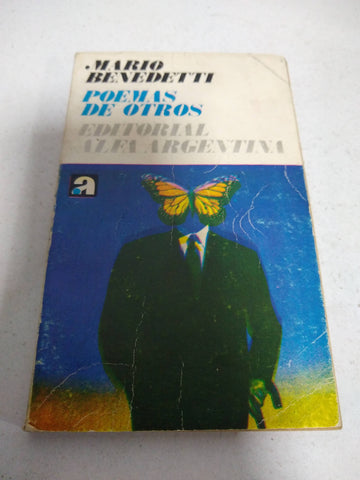 MARIO
BENEDETTI
POEMAS
DE OTROS
EDITORIAL
ALFA ARGENTINA
.a